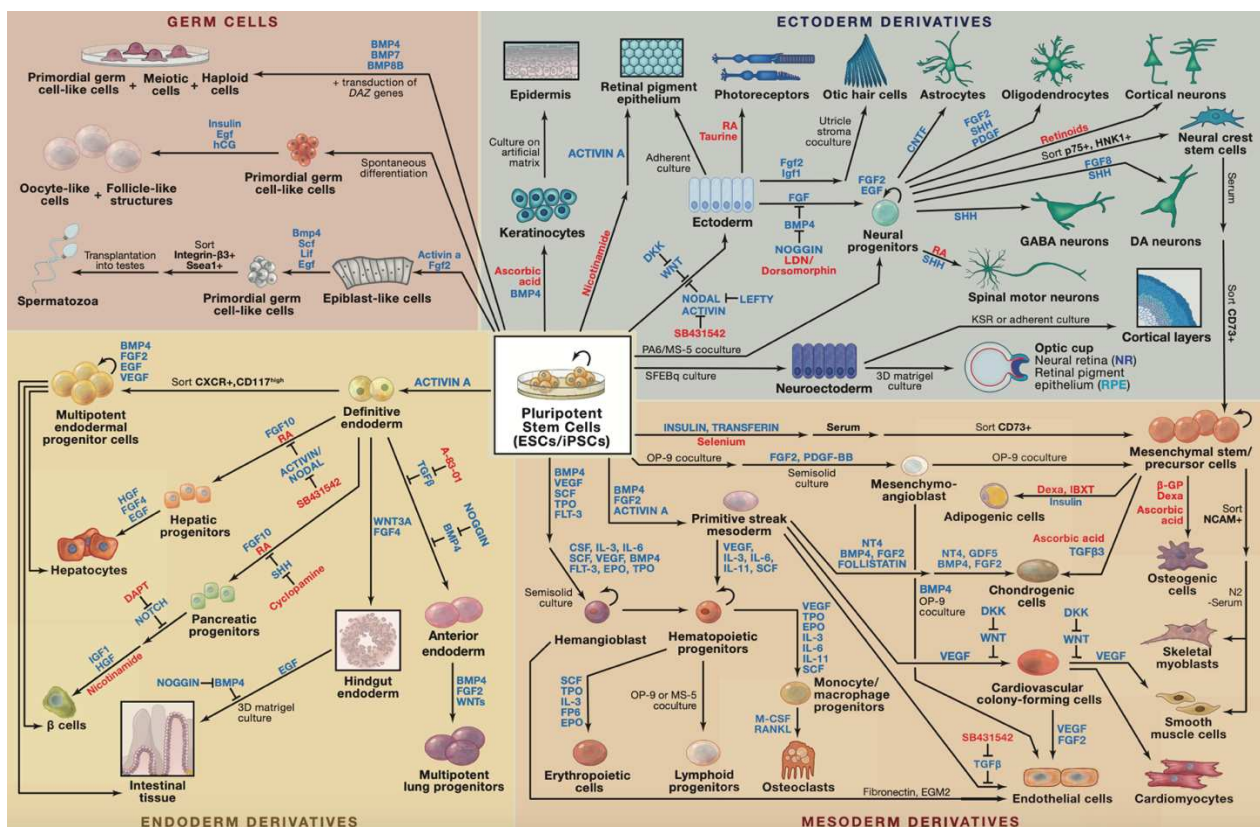 GERM CELLS
BMP4
BMP7
BMP8B
+ transduction of
DAZ genes
Primordial germ
cell-like cells
+
Meiotic
cells
+
Haploid
cells
Insulin
Egf
hCG
Spontaneous
differentiation
Primordial germ
cell-like cells
Oocyte-like
cells
+
Follicle-like
structures
Transplantation
into testes
Sort
Integrin-β3+
Ssea1+
Bmp4
Scf
Lif
Egf
Activin a
Fgf2
Spermatozoa
Primordial
germ cell-like
cells
Epiblast-like cells
ECTODERM DERIVATIVES
Epidermis
Retinal pigment
epithelium
Photoreceptors
Otic hair cells
Astrocytes
Oligodendrocytes
Cortical neurons
Neural crest
stem cells
Culture on
artificial
matrix
ACTIVIN A
Adherent
culture
RA
Taurine
Utricle
stroma
coculture
CNTF
FGF2
SHH
PDGF
Retinoids
Sort p75+, HNK1+
FGF8
SHH
Serum
Keratinocytes
Ectoderm
Fgf2
Igf1
FGF
BMP4
NOGGIN
LDN/
Dorsomorphin
FGF2
EGF
Neural
progenitors
SHH
GABA neurons
DA neurons
RA
SHH
Spinal motor neurons
Ascorbic
acid
BMP4
Nicotinamide
DKK
WNT
NODAL
ACTIVIN
LEFTY
SB431542
PA6/MS-5 coculture
SFEBq culture
Neuroectoderm
KSR or adherent culture
Cortical layers
3D matrigel
culture
Optic cup
Neural retina (NR)
Retinal pigment
epithelium (RPE)
Sort CD73+
Pluripotent
Stem Cells
(ESCs/iPSCs)
BMP4
FGF2
EGF
VEGF
Sort CXCR+,CD117high
ACTIVIN A
Multipotent
endodermal
progenitor cells
Definitive
endoderm
FGF10
RA
ACTIVIN/
NODAL
SB431542
HGF
FGF4
EGF
Hepatic
progenitors
Hepatocytes
A-83-01
TGFβ
NOGGIN
BMP4
WNT3A
FGF4
FGF10
RA
SHH
Cyclopamine
DAPT
NOTCH
Pancreatic
progenitors
IGF1
HGF
Nicotinamide
β cells
Hindgut
endoderm
Anterior
endoderm
NOGGIN
BMP4
EGF
3D matrigel
culture
Intestinal
tissue
BMP4
FGF2
WNTs
Multipotent
lung progenitors
ENDODERM DERIVATIVES
INSULIN, TRANSFERIN
Selenium
Serum
Sort CD73+
Mesenchymal stem/
precursor cells
OP-9 coculture
FGF2, PDGF-BB
Semisolid
culture
Mesenchymo-
angioblast
OP-9 coculture
BMP4
VEGF
SCF
TPO
FLT-3
BMP4
FGF2
ACTIVIN A
Primitive streak
mesoderm
Dexa, IBXT
Insulin
Adipogenic cells
β-GP
Dexa
Ascorbic
acid
Sort
NCAM+
CSF, IL-3, IL-6
SCF, VEGF, BMP4
FLT-3, EPO, TPO
VEGF,
IL-3, IL-6,
IL-11, SCF
NT4
BMP4, FGF2
FOLLISTATIN
NT4, GDF5
BMP4, FGF2
Ascorbic acid
TGFβ3
Chondrogenic
cells
Osteogenic
cells
Semisolid
culture
Hemangioblast
Hematopoietic
progenitors
BMP4
OP-9
coculture
DKK
WNT
VEGF
DKK
WNT
VEGF
N2
-Serum
Skeletal
myoblasts
Cardiovascular
colony-forming cells
VEGF
TPO
EPO
IL-3
IL-6
IL-11
SCF
Monocyte/
macrophage
progenitors
Smooth
muscle cells
SCF
TPO
IL-3
FP6
EPO
OP-9 or MS-5
coculture
M-CSF
RANKL
SB431542
TGFβ
VEGF
FGF2
Erythropoietic
cells
Lymphoid
progenitors
Osteoclasts
Fibronectin, EGM2
Endothelial cells
Cardiomyocytes
MESODERM DERIVATIVES